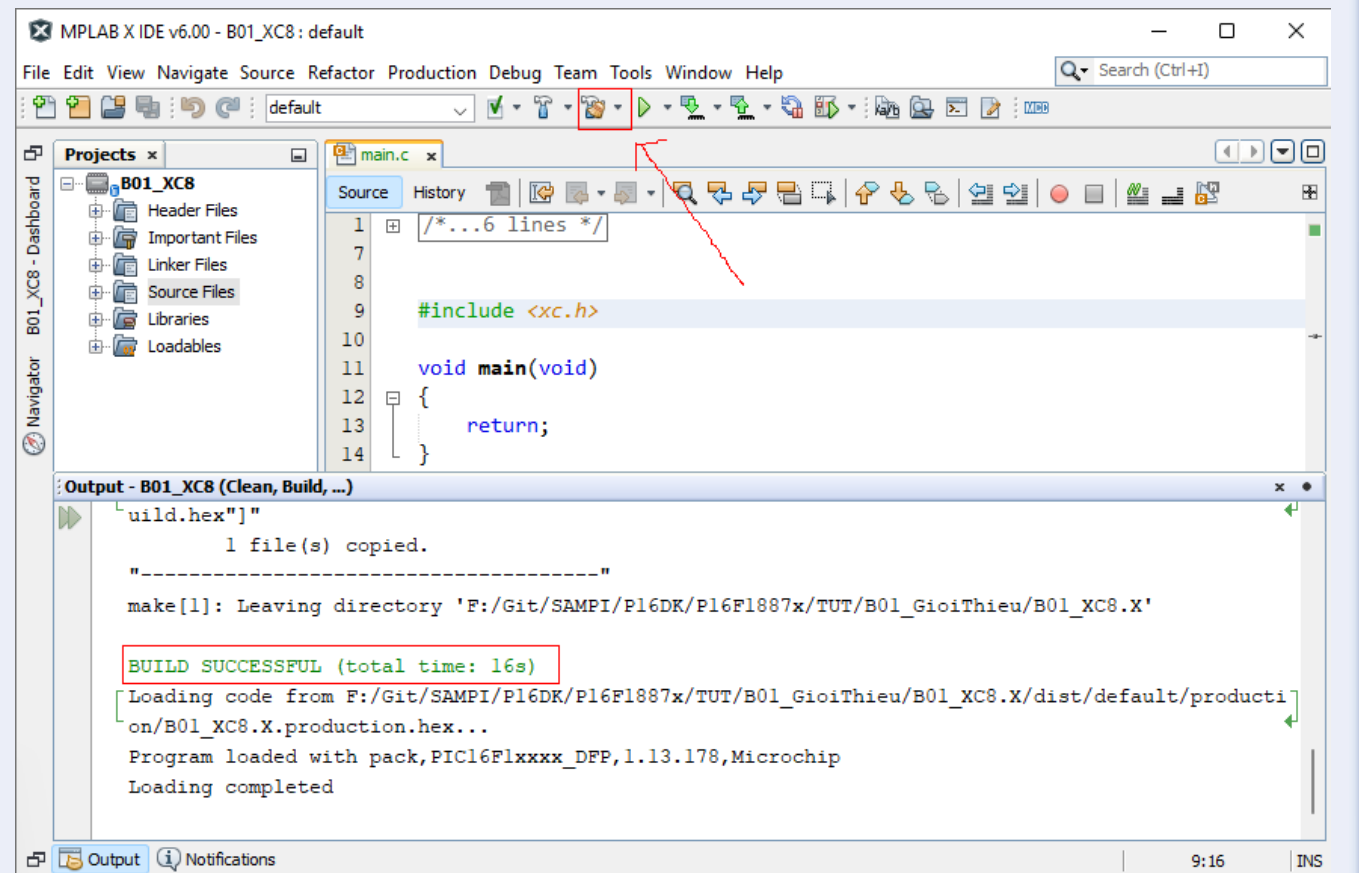 MPLAB X IDE v6.00 - B01_XC8 : default
File Edit View Navigate Source Refactor Production Debug Team Tools Window Help
Search (Ctrl+I)
default
Projects
main.c
B01_XC8
Header Files
Important Files
Linker Files
Source Files
Libraries
Loadables
B01_XC8 - Dashboard
Navigator
Source History
1 /*...6 lines */
7
8
9 #include <xc.h>
10
11 void main(void)
12 {
13 return;
14 }
Output - B01_XC8 (Clean, Build, ...)
uild.hex"]"
1 file(s) copied.
"--------------------------------------"
make[1]: Leaving directory 'F:/Git/SAMPI/P16DK/P16F1887x/TUT/B01_GioiThieu/B01_XC8.X'
BUILD SUCCESSFUL (total time: 16s)
Loading code from F:/Git/SAMPI/P16DK/P16F1887x/TUT/B01_GioiThieu/B01_XC8.X/dist/default/producti
on/B01_XC8.X.production.hex...
Program loaded with pack,PIC16F1xxxx_DFP,1.13.178,Microchip
Loading completed
Output Notifications
9:16 INS